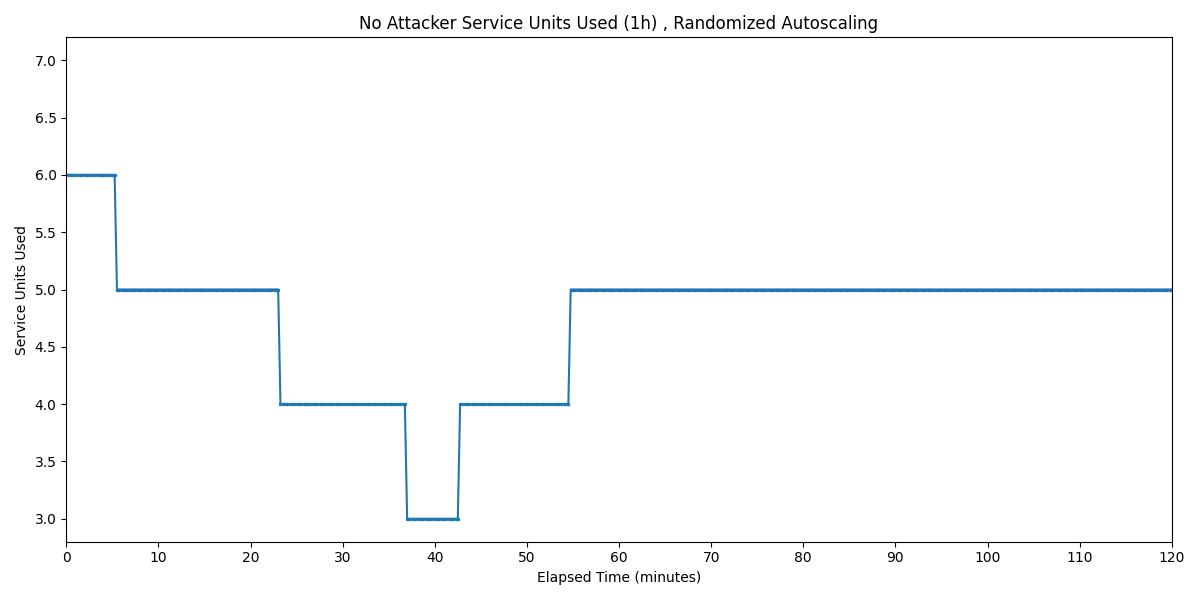 No Attacker Service Units Used (1h) , Randomized Autoscaling
7.0
6.5
6.0
5.5
5.0
4.5
4.0
3.5
3.0
Service Units Used
0 10 20 30 40 50 60 70 80 90 100 110 120
Elapsed Time (minutes)